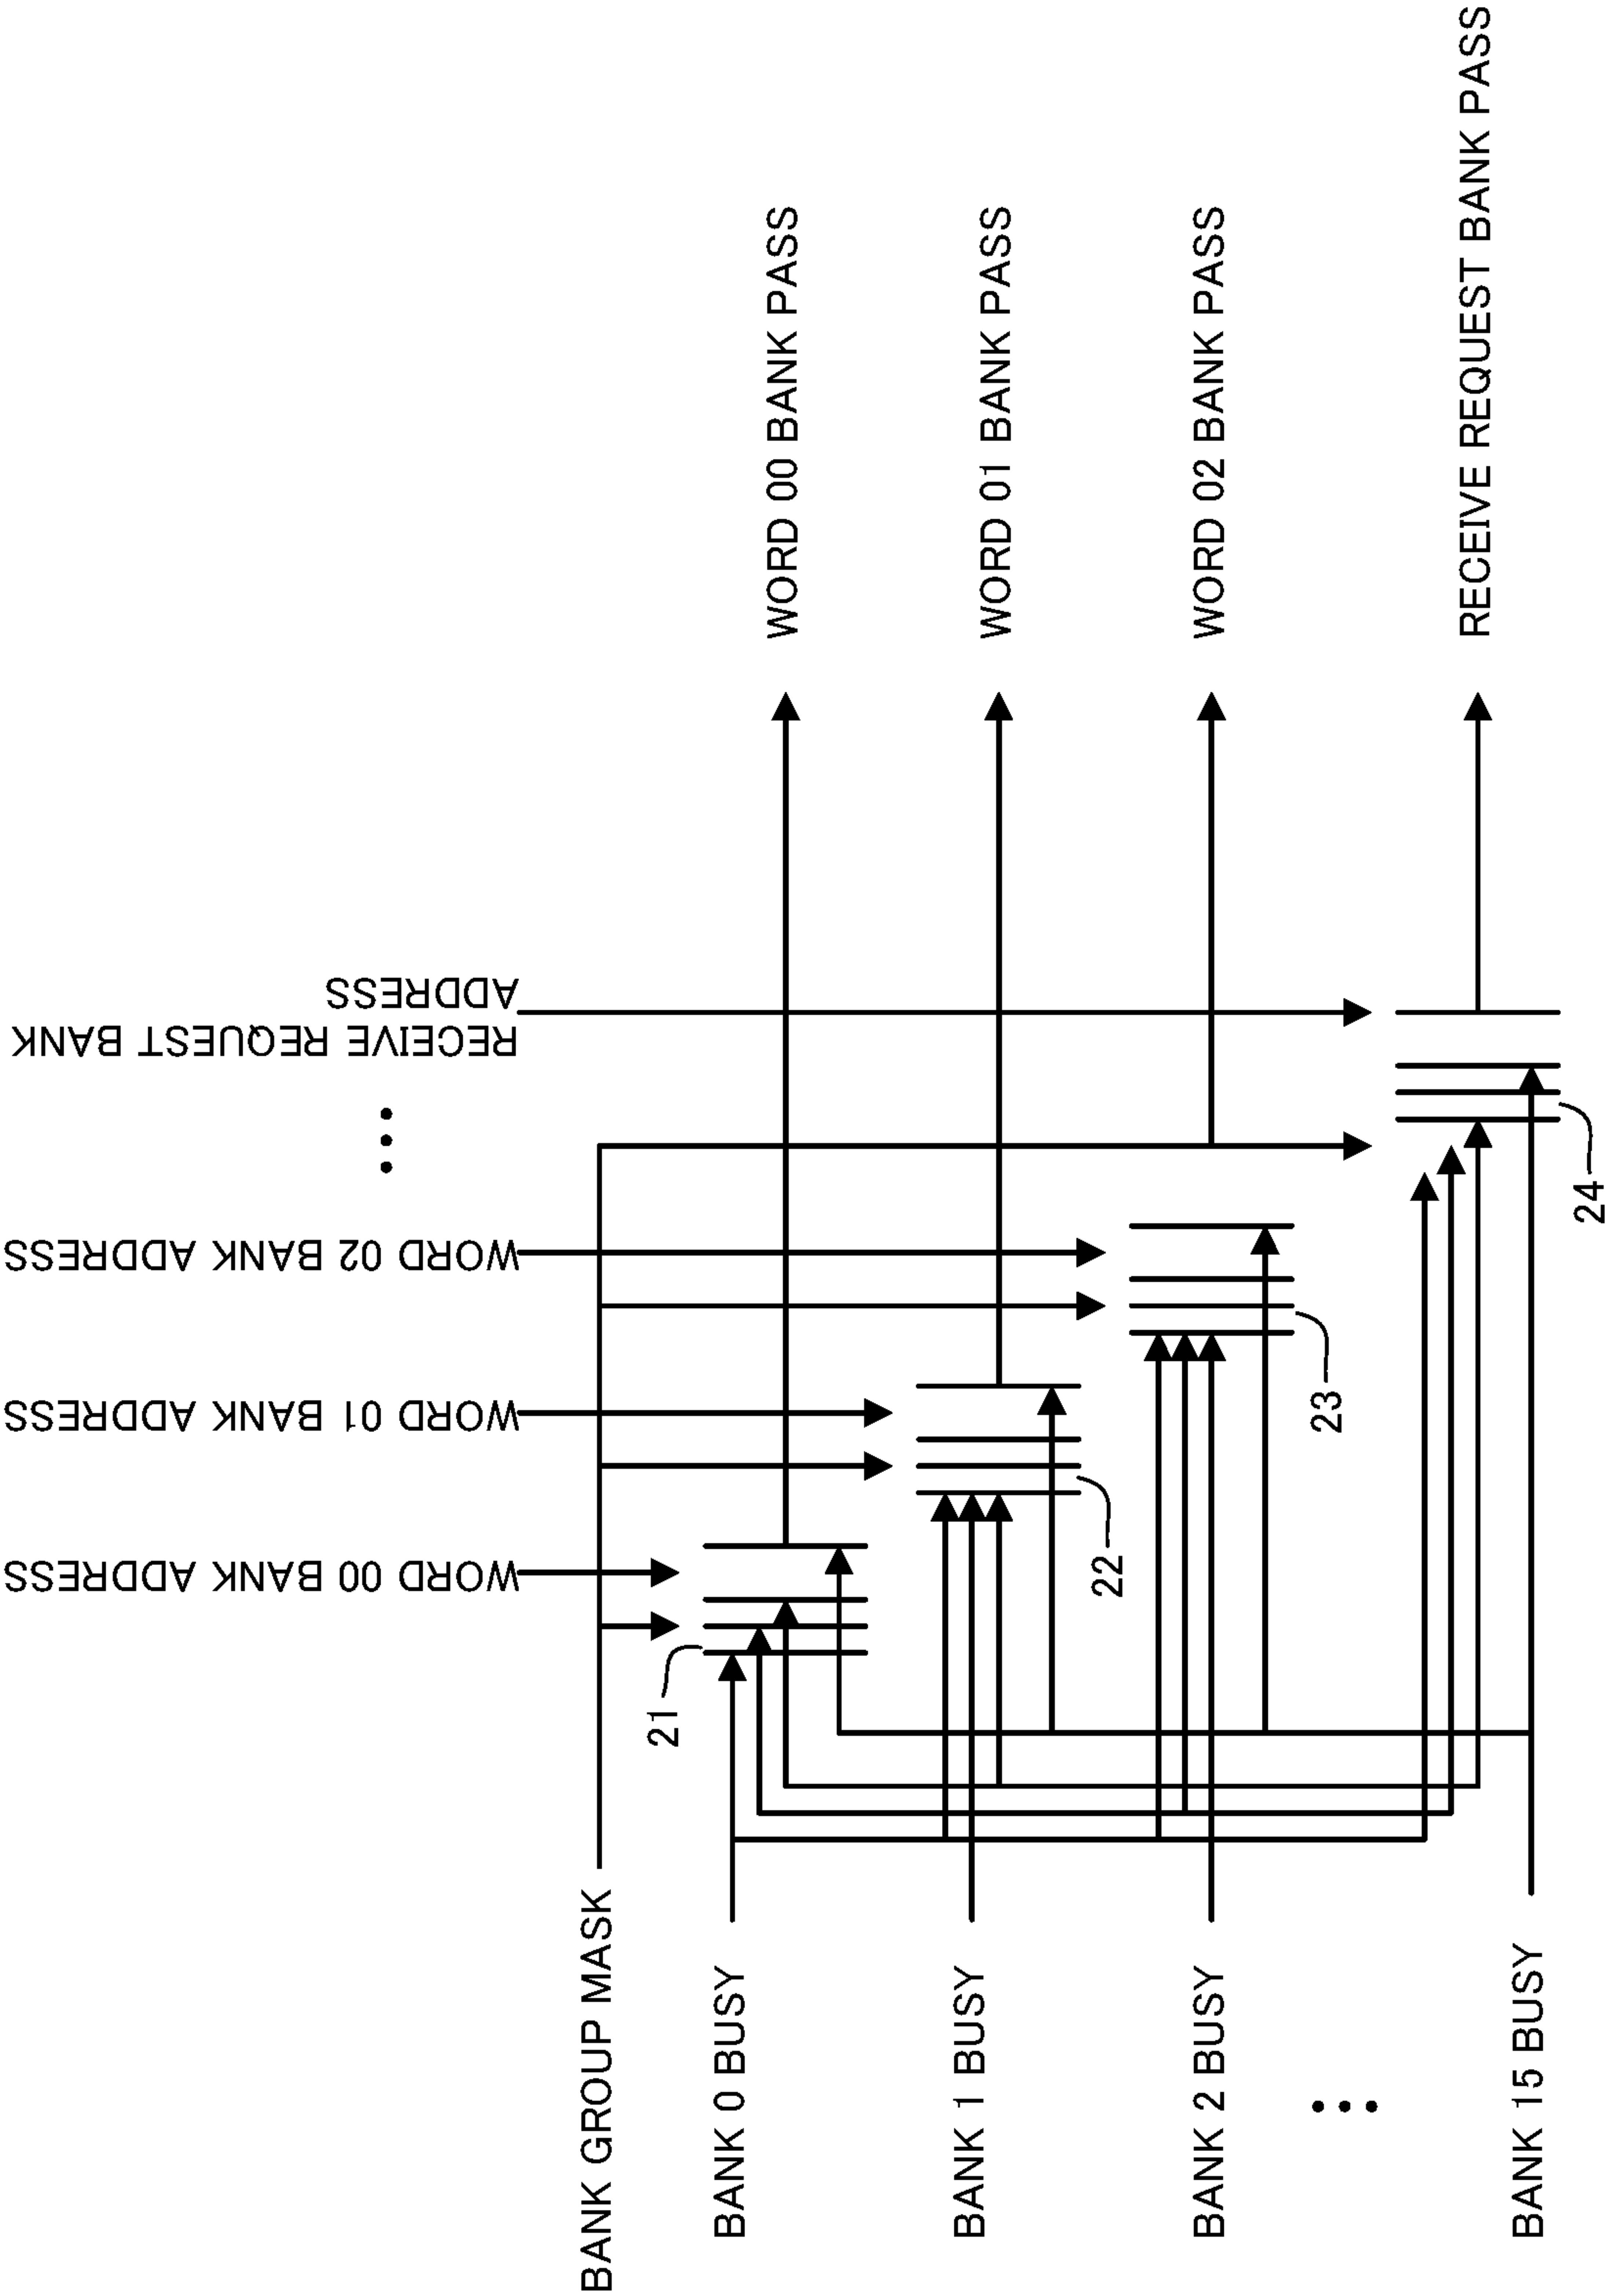 WORD 00 BANK ADDRESS
WORD 01 BANK ADDRESS
WORD 02 BANK ADDRESS
•••
RECEIVE REQUEST BANK
ADDRESS
BANK GROUP MASK
BANK 0 BUSY
BANK 1 BUSY
BANK 2 BUSY
•••
BANK 15 BUSY
21
22
23
24
WORD 00 BANK PASS
WORD 01 BANK PASS
WORD 02 BANK PASS
RECEIVE REQUEST BANK PASS